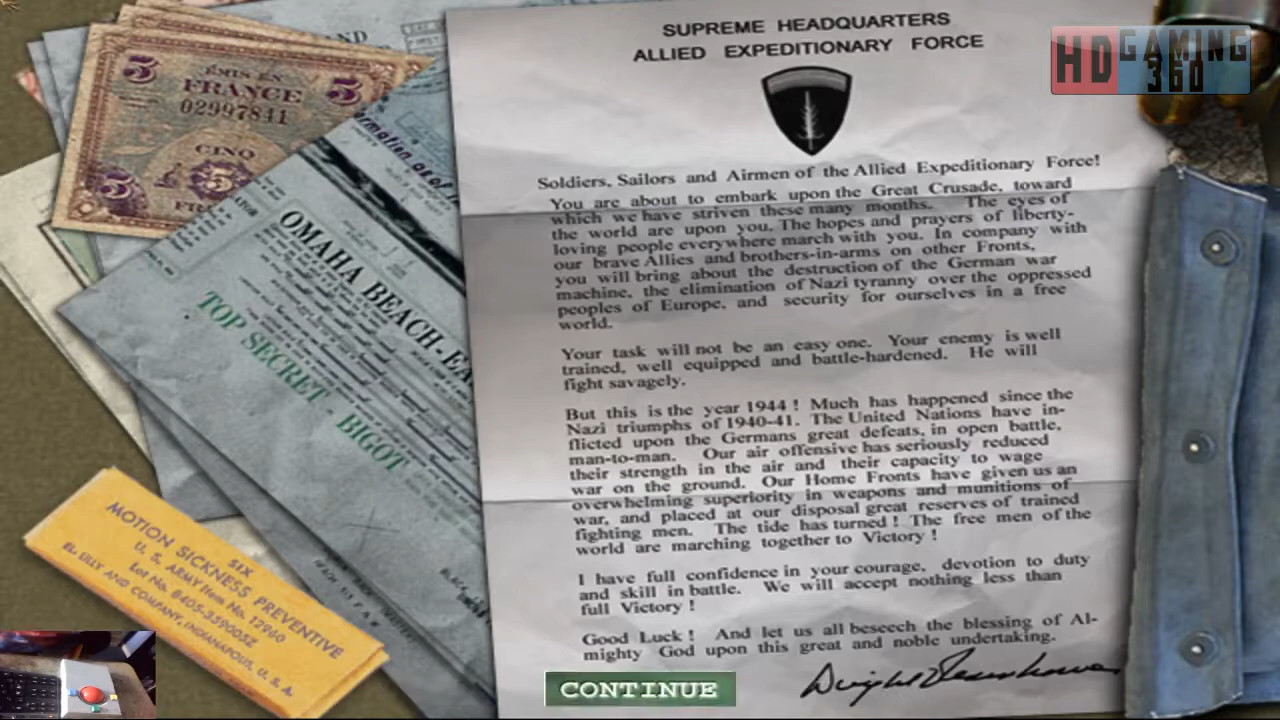 SUPREME HEADQUARTERS
ALLIED EXPEDITIONARY FORCE
Soldiers, Sailors and Airmen of the Allied Expeditionary Force!
You are about to embark upon the Great Crusade, toward
which we have striven these many months. The eyes of
the world are upon you. The hopes and prayers of liberty-
loving people everywhere march with you. In company with
our brave Allies and brothers-in-arms on other Fronts,
you will bring about the destruction of the German war
machine, the elimination of Nazi tyranny over the oppressed
peoples of Europe, and security for ourselves in a free
world.
Your task will not be an easy one. Your enemy is well
trained, well equipped and battle-hardened. He will
fight savagely.
But this is the year 1944 ! Much has happened since the
Nazi triumphs of 1940-41. The United Nations have in-
flicted upon the Germans great defeats, in open battle,
man-to-man. Our air offensive has seriously reduced
their strength in the air and their capacity to wage
war on the ground. Our Home Fronts have given us an
overwhelming superiority in weapons and munitions of
war, and placed at our disposal great reserves of trained
fighting men. The tide has turned ! The free men of the
world are marching together to Victory !
I have full confidence in your courage, devotion to duty
and skill in battle. We will accept nothing less than
full Victory !
Good Luck ! And let us all beseech the blessing of Al-
mighty God upon this great and noble undertaking.
Dwight D Eisenhower
CONTINUE
HD GAMING
360
5 5
ÉMIS EN
FRANCE
02997841
CINQ
5 5
OMAHA BEACH-E
TOP SECRET - BIGOT
SIX
MOTION SICKNESS PREVENTIVE
U. S. ARMY Item No. 12960
Lot No. 8405-359005Z
EL LILLY AND COMPANY, INDIANAPOLIS, U. S. A.